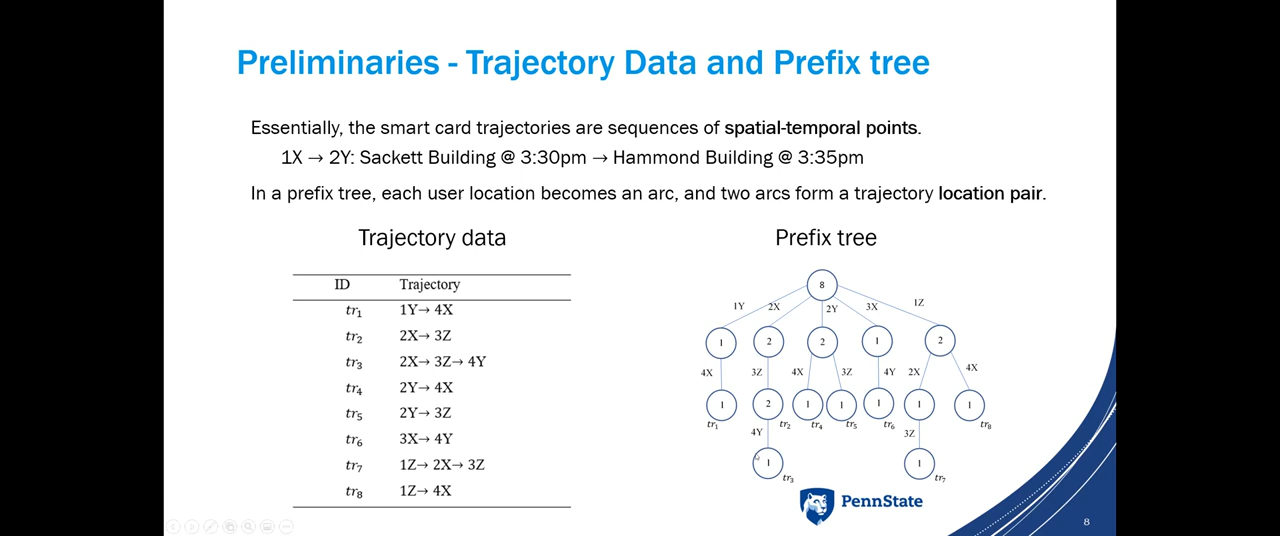 Preliminaries - Trajectory Data and Prefix tree
Essentially, the smart card trajectories are sequences of spatial-temporal points.
1X → 2Y: Sackett Building @ 3:30pm → Hammond Building @ 3:35pm
In a prefix tree, each user location becomes an arc, and two arcs form a trajectory location pair.
Trajectory data
ID Trajectory
tr₁ 1Y→ 4X
tr₂ 2X→ 3Z
tr₃ 2X→ 3Z→ 4Y
tr₄ 2Y→ 4X
tr₅ 2Y→ 3Z
tr₆ 3X→ 4Y
tr₇ 1Z→ 2X→ 3Z
tr₈ 1Z→ 4X
Prefix tree
8
1Y 2X 2Y 3X 1Z
1 2 2 1 2
4X 3Z 4X 3Z 4Y 2X 4X
1 2 1 1 1 1 1
tr₁ tr₂ tr₄ tr₅ tr₆ tr₈
4Y 3Z
1 1
tr₃ tr₇
PennState
8